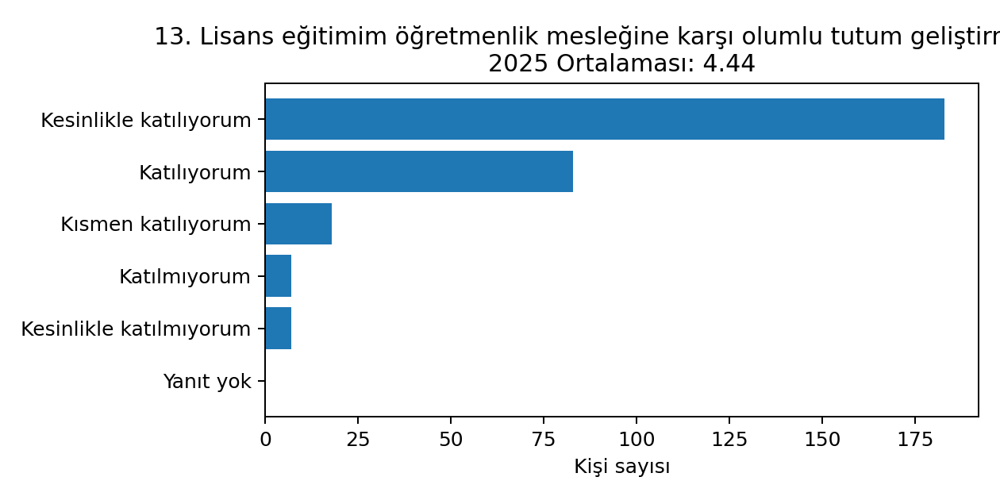 13. Lisans eğitimim öğretmenlik mesleğine karşı olumlu tutum
2025 Ortalaması: 4.44
Kesinlikle katılıyorum
Katılıyorum
Kısmen katılıyorum
Katılmıyorum
Kesinlikle katılmıyorum
Yanıt yok
0 25 50 75 100 125 150 175
Kişi sayısı